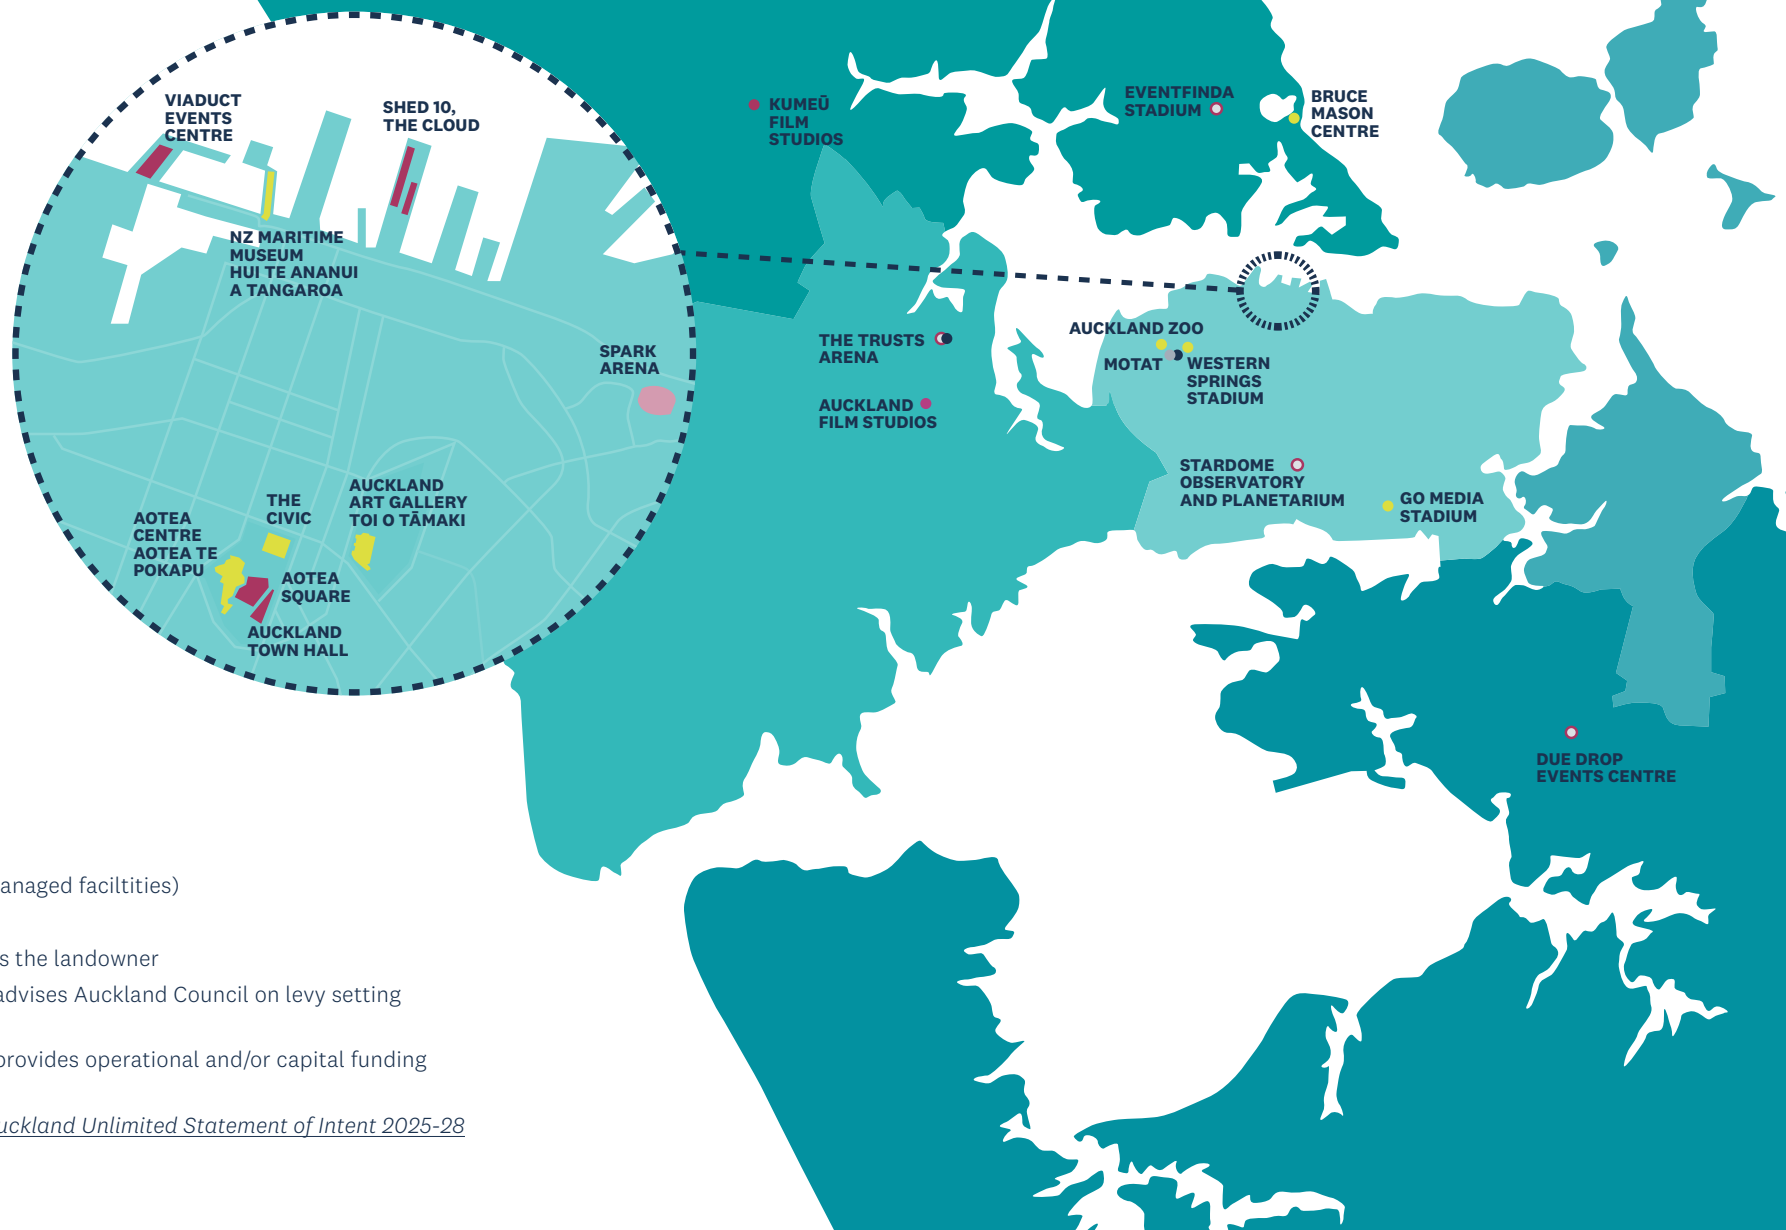 VIADUCT
EVENTS
CENTRE
SHED 10,
THE CLOUD
NZ MARITIME
MUSEUM
HUI TE ANANUI
A TANGAROA
SPARK
ARENA
AUCKLAND
ART GALLERY
TOI O TĀMAKI
THE
CIVIC
AOTEA
CENTRE
AOTEA TE
POKAPU
AOTEA
SQUARE
AUCKLAND
TOWN HALL
KUMEŪ
FILM
STUDIOS
EVENTFINDA
STADIUM
BRUCE
MASON
CENTRE
THE TRUSTS
ARENA
AUCKLAND
FILM STUDIOS
AUCKLAND ZOO
MOTAT
WESTERN
SPRINGS
STADIUM
STARDOME
OBSERVATORY
AND PLANETARIUM
GO MEDIA
STADIUM
DUE DROP
EVENTS CENTRE
anaged faciltities)
s the landowner
advises Auckland Council on levy setting
provides operational and/or capital funding
uckland Unlimited Statement of Intent 2025-28